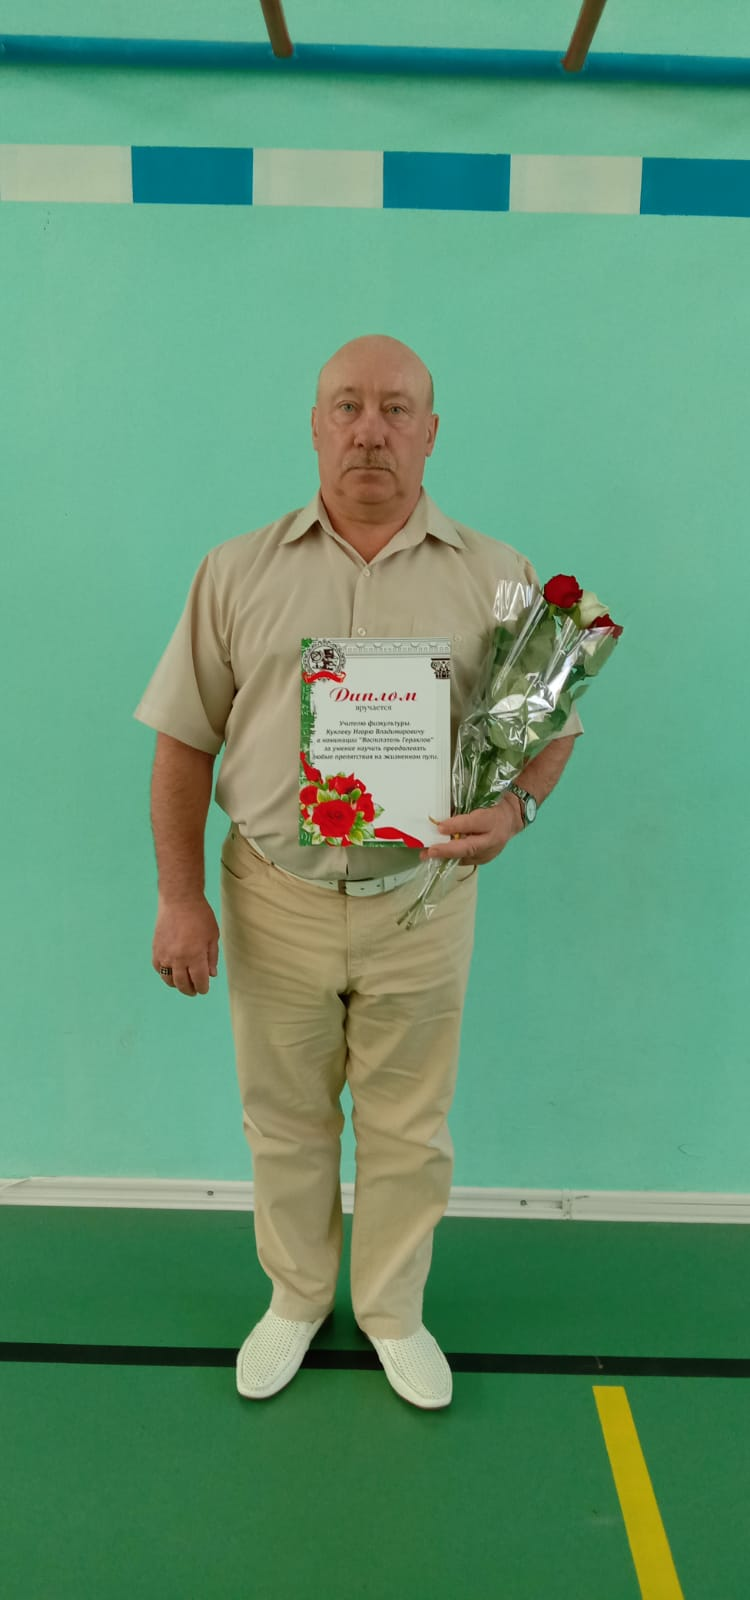 Диплом
вручается
Учителю физкультуры.
Куклеву Игорю Владимировичу
в номинации "Воспитатель Гераклов"
за умение научить преодолевать
любые препятствия на жизненном пути.